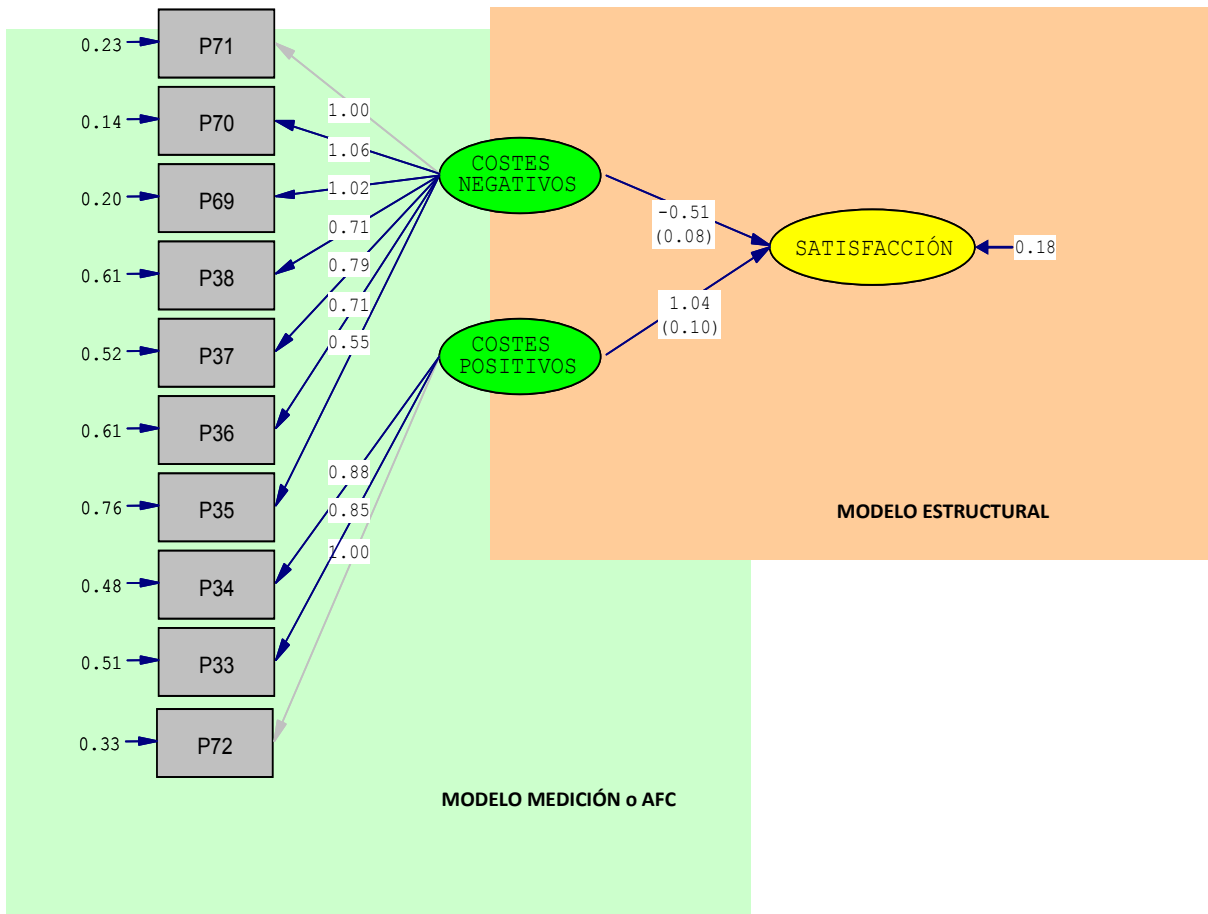 0.23
P71
1.00
0.14
P70
1.06
0.20
P69
1.02
0.61
P38
0.71
0.52
P37
0.79
0.61
P36
0.71
0.76
P35
0.55
0.48
P34
0.88
0.51
P33
0.85
0.33
P72
1.00
COSTES
NEGATIVOS
COSTES
POSITIVOS
-0.51
(0.08)
1.04
(0.10)
SATISFACCIÓN
0.18
MODELO ESTRUCTURAL
MODELO MEDICIÓN o AFC